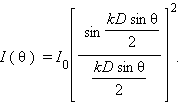 I ( θ ) = I₀ [ sin (kD sin θ / 2) / (kD sin θ / 2) ]² .